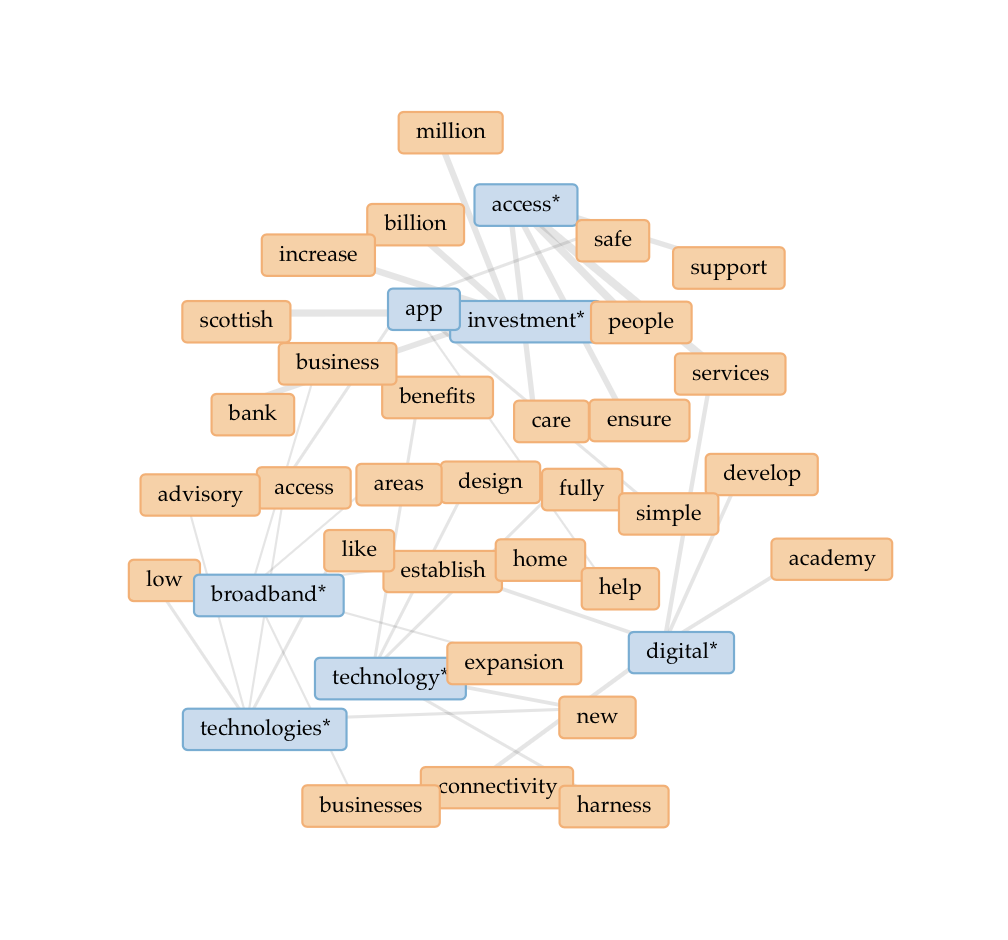 million
access*
billion
safe
increase
support
app
scottish
investment*
people
business
services
benefits
bank
care
ensure
develop
design
areas
access
fully
advisory
simple
like
home
academy
establish
low
help
broadband*
digital*
expansion
technology*
new
technologies*
connectivity
businesses
harness